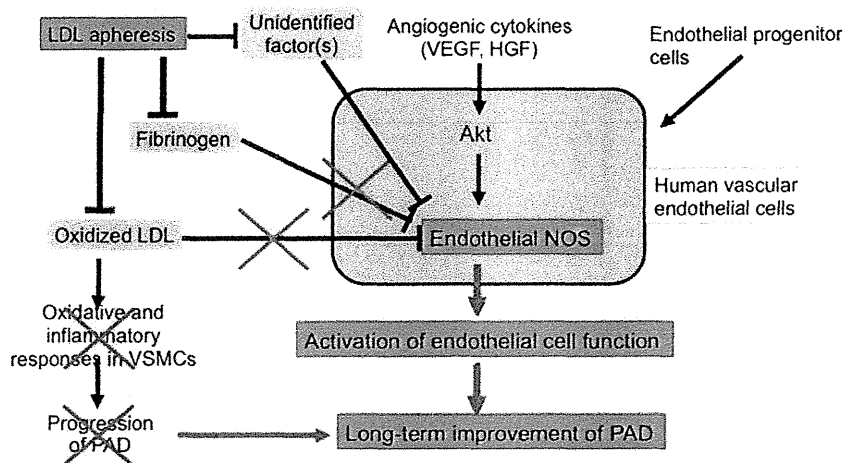 LDL apheresis
Unidentified
factor(s)
Angiogenic cytokines
(VEGF, HGF)
Endothelial progenitor
cells
Fibrinogen
Akt
Human vascular
endothelial cells
Oxidized LDL
Endothelial NOS
Oxidative and
inflammatory
responses in VSMCs
Activation of endothelial cell function
Progression
of PAD
Long-term improvement of PAD